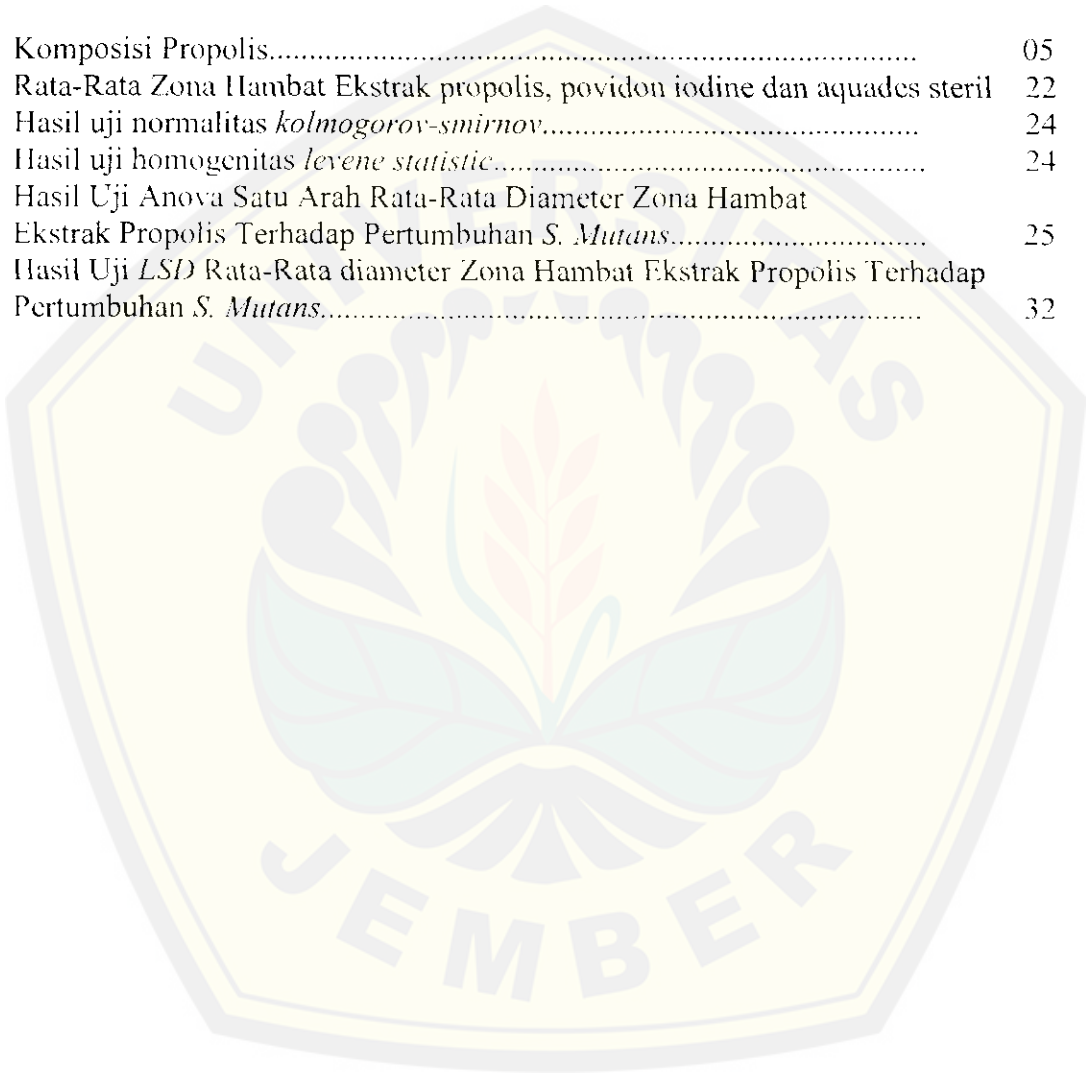 Komposisi Propolis.......................................................................... 05
Rata-Rata Zona Hambat Ekstrak propolis, povidon iodine dan aquades steril 22
Hasil uji normalitas kolmogorov-smirnov........................................... 24
Hasil uji homogenitas levene statistic................................................. 24
Hasil Uji Anova Satu Arah Rata-Rata Diameter Zona Hambat
Ekstrak Propolis Terhadap Pertumbuhan S. Mutans............................. 25
Hasil Uji LSD Rata-Rata diameter Zona Hambat Ekstrak Propolis Terhadap
Pertumbuhan S. Mutans..................................................................... 32
UNIVERSITAS
JEMBER